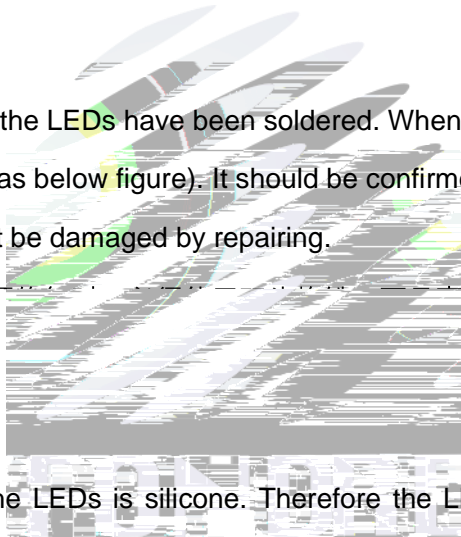 the LEDs have been soldered. When
as below figure). It should be confirme
t be damaged by repairing.
ne LEDs is silicone. Therefore the L